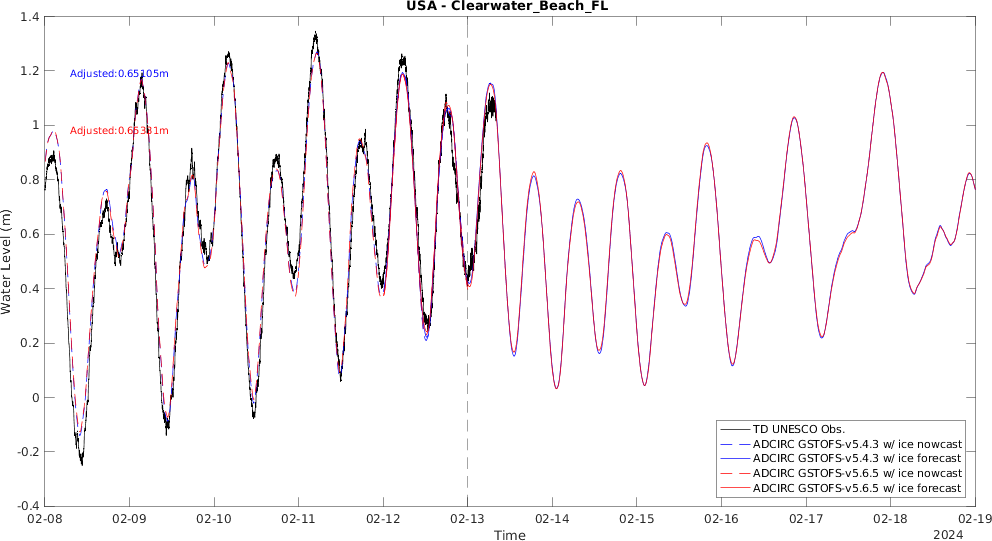 USA - Clearwater_Beach_FL
1.4
1.2
1
0.8
0.6
0.4
0.2
0
-0.2
-0.4
Water Level (m)
Adjusted:0.65105m
Adjusted:0.66381m
TD UNESCO Obs.
ADCIRC GSTOFS-v5.4.3 w/ ice nowcast
ADCIRC GSTOFS-v5.4.3 w/ ice forecast
ADCIRC GSTOFS-v5.6.5 w/ ice nowcast
ADCIRC GSTOFS-v5.6.5 w/ ice forecast
02-08 02-09 02-10 02-11 02-12 02-13 02-14 02-15 02-16 02-17 02-18 02-19
Time
2024